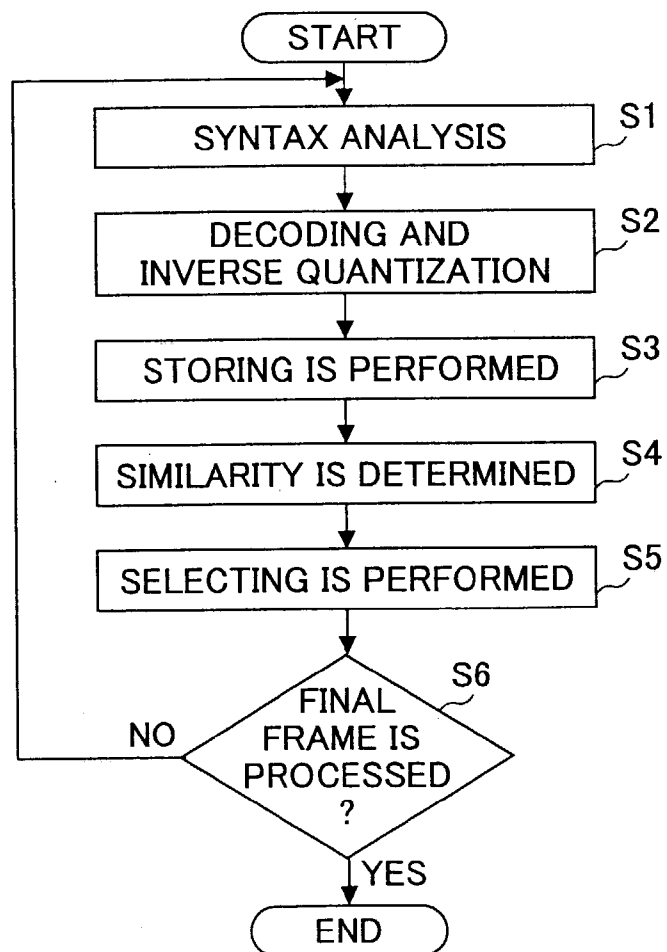 START
SYNTAX ANALYSIS
S1
DECODING AND
INVERSE QUANTIZATION
S2
STORING IS PERFORMED
S3
SIMILARITY IS DETERMINED
S4
SELECTING IS PERFORMED
S5
FINAL
FRAME IS
PROCESSED
?
S6
NO
YES
END